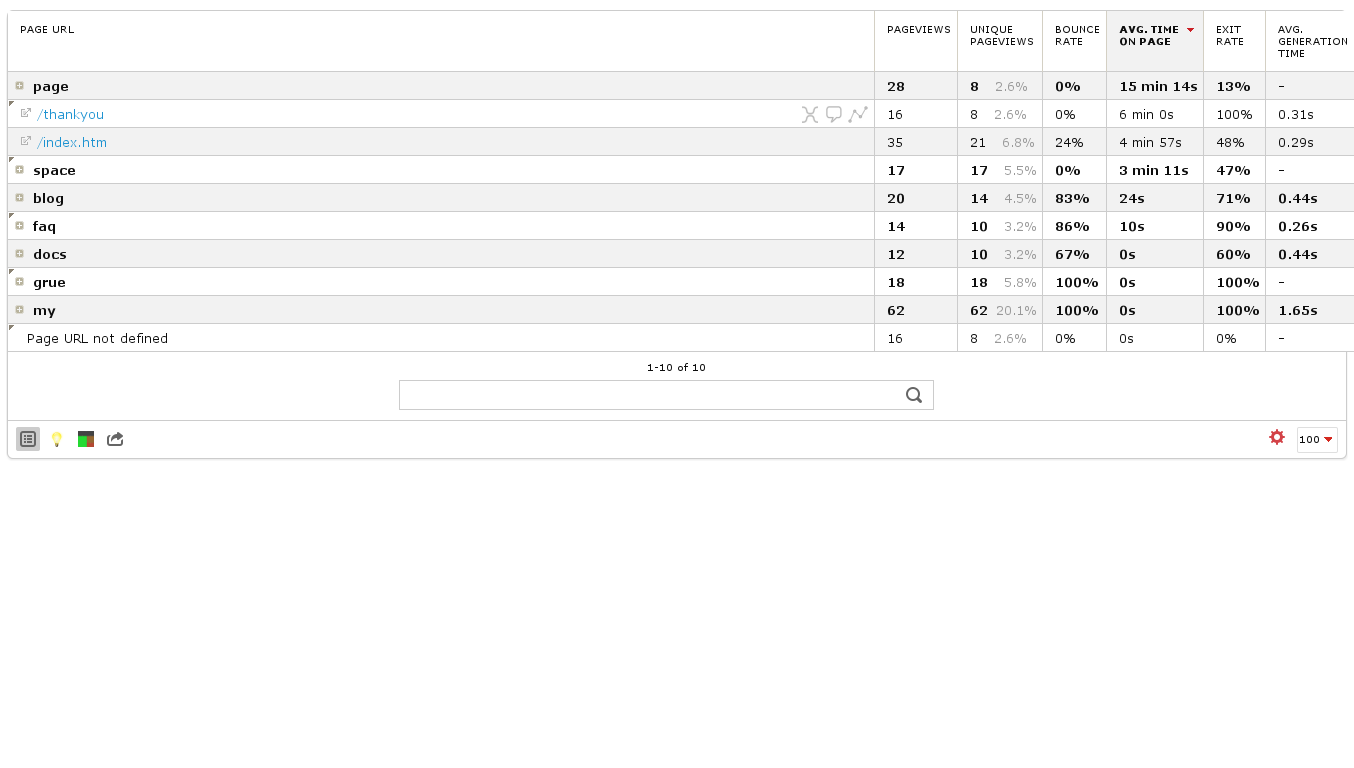 PAGE URL PAGEVIEWS UNIQUE PAGEVIEWS BOUNCE RATE AVG. TIME ON PAGE EXIT RATE AVG. GENERATION TIME
page 28 8 2.6% 0% 15 min 14s 13% -
/thankyou 16 8 2.6% 0% 6 min 0s 100% 0.31s
/index.htm 35 21 6.8% 24% 4 min 57s 48% 0.29s
space 17 17 5.5% 0% 3 min 11s 47% -
blog 20 14 4.5% 83% 24s 71% 0.44s
faq 14 10 3.2% 86% 10s 90% 0.26s
docs 12 10 3.2% 67% 0s 60% 0.44s
grue 18 18 5.8% 100% 0s 100% -
my 62 62 20.1% 100% 0s 100% 1.65s
Page URL not defined 16 8 2.6% 0% 0s 0% -
1-10 of 10
100